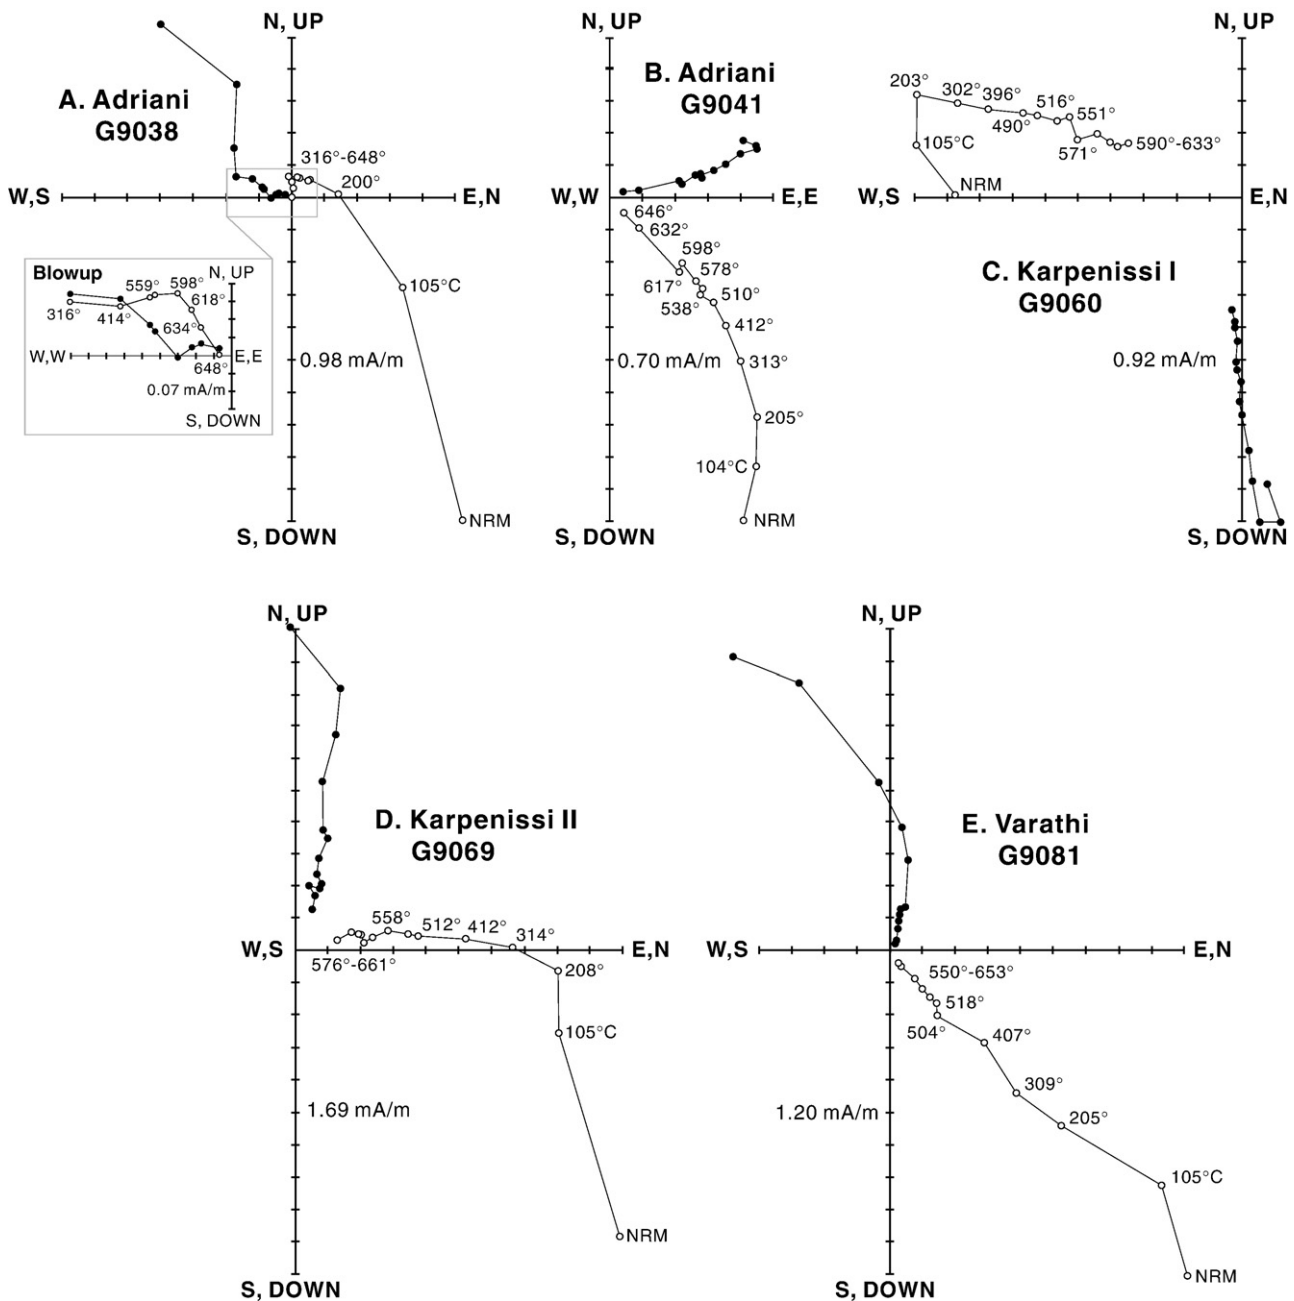 N, UP
A. Adriani
G9038
316°-648°
200°
W,S
E,N
105°C
0.98 mA/m
NRM
S, DOWN
Blowup
N, UP
559°
598°
316°
414°
618°
634°
W,W
E,E
648°
0.07 mA/m
S, DOWN
N, UP
B. Adriani
G9041
W,W
E,E
646°
632°
598°
617°
578°
538°
510°
412°
0.70 mA/m
313°
205°
104°C
NRM
S, DOWN
N, UP
203°
302°
396°
516°
551°
490°
105°C
571°
590°-633°
NRM
W,S
E,N
C. Karpenissi I
G9060
0.92 mA/m
S, DOWN
N, UP
D. Karpenissi II
G9069
558°
512°
412°
314°
W,S
E,N
576°-661°
208°
105°C
1.69 mA/m
NRM
S, DOWN
N, UP
E. Varathi
G9081
W,S
E,N
550°-653°
518°
504°
407°
309°
205°
1.20 mA/m
105°C
NRM
S, DOWN